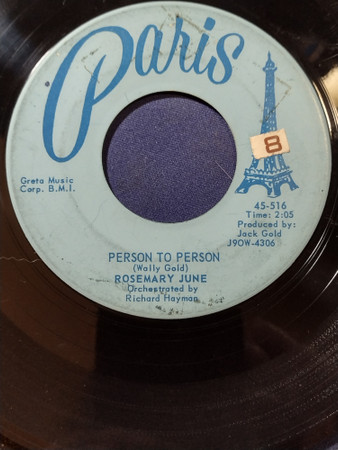 Paris
8
Greta Music
Corp. B.M.I.
45-516
Time: 2:05
Produced by:
Jack Gold
J9OW-4306
PERSON TO PERSON
(Wally Gold)
ROSEMARY JUNE
Orchestrated by
Richard Hayman